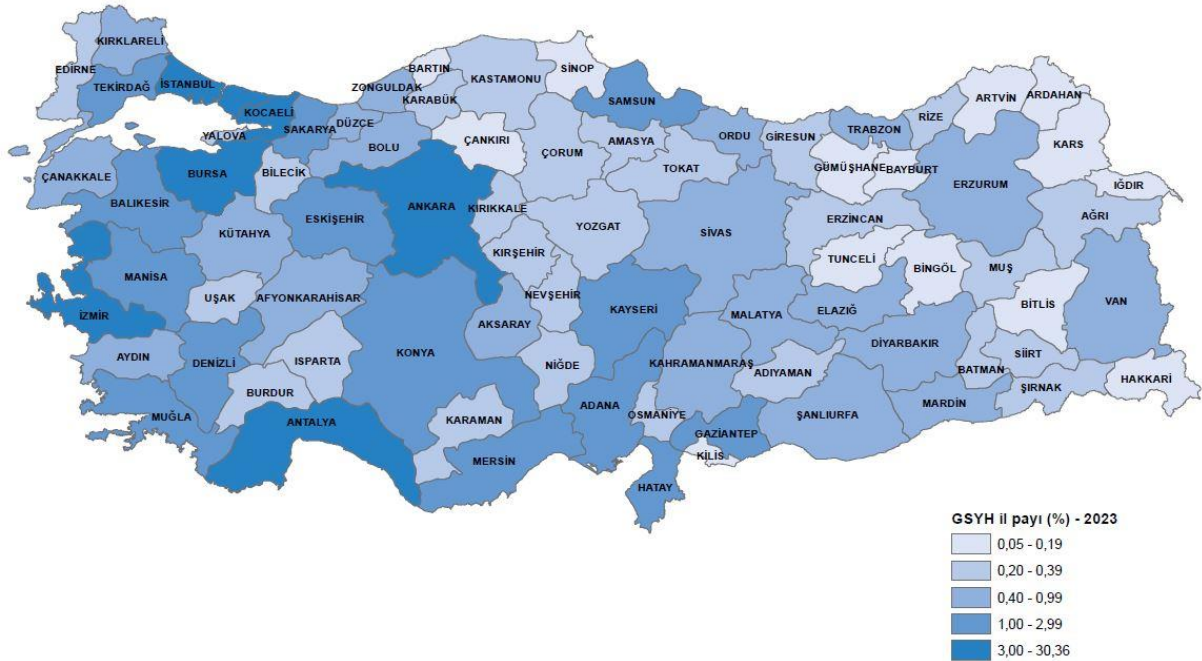 KIRKLARELİ
EDİRNE
TEKİRDAĞ
İSTANBUL
KOCAELİ
YALOVA
SAKARYA
DÜZCE
ZONGULDAK
BARTIN
KARABÜK
KASTAMONU
SİNOP
SAMSUN
ÇANKIRI
BOLU
ÇORUM
AMASYA
TOKAT
ORDU
GİRESUN
TRABZON
RİZE
ARTVİN
ARDAHAN
KARS
GÜMÜŞHANE
BAYBURT
ERZURUM
IĞDIR
AĞRI
ÇANAKKALE
BALIKESİR
BURSA
BİLECİK
ESKİŞEHİR
ANKARA
KIRIKKALE
KIRŞEHİR
YOZGAT
SİVAS
ERZİNCAN
TUNCELİ
BİNGÖL
MUŞ
BİTLİS
VAN
KÜTAHYA
MANİSA
UŞAK
AFYONKARAHİSAR
İZMİR
AYDIN
DENİZLİ
ISPARTA
BURDUR
MUĞLA
ANTALYA
KONYA
AKSARAY
NEVŞEHİR
NİĞDE
KAYSERİ
KARAMAN
MERSİN
ADANA
OSMANİYE
HATAY
KAHRAMANMARAŞ
MALATYA
ELAZIĞ
ADIYAMAN
GAZİANTEP
KİLİS
ŞANLIURFA
DİYARBAKIR
MARDİN
BATMAN
SİİRT
ŞIRNAK
HAKKARİ
GSYH il payı (%) - 2023
0,05 - 0,19
0,20 - 0,39
0,40 - 0,99
1,00 - 2,99
3,00 - 30,36